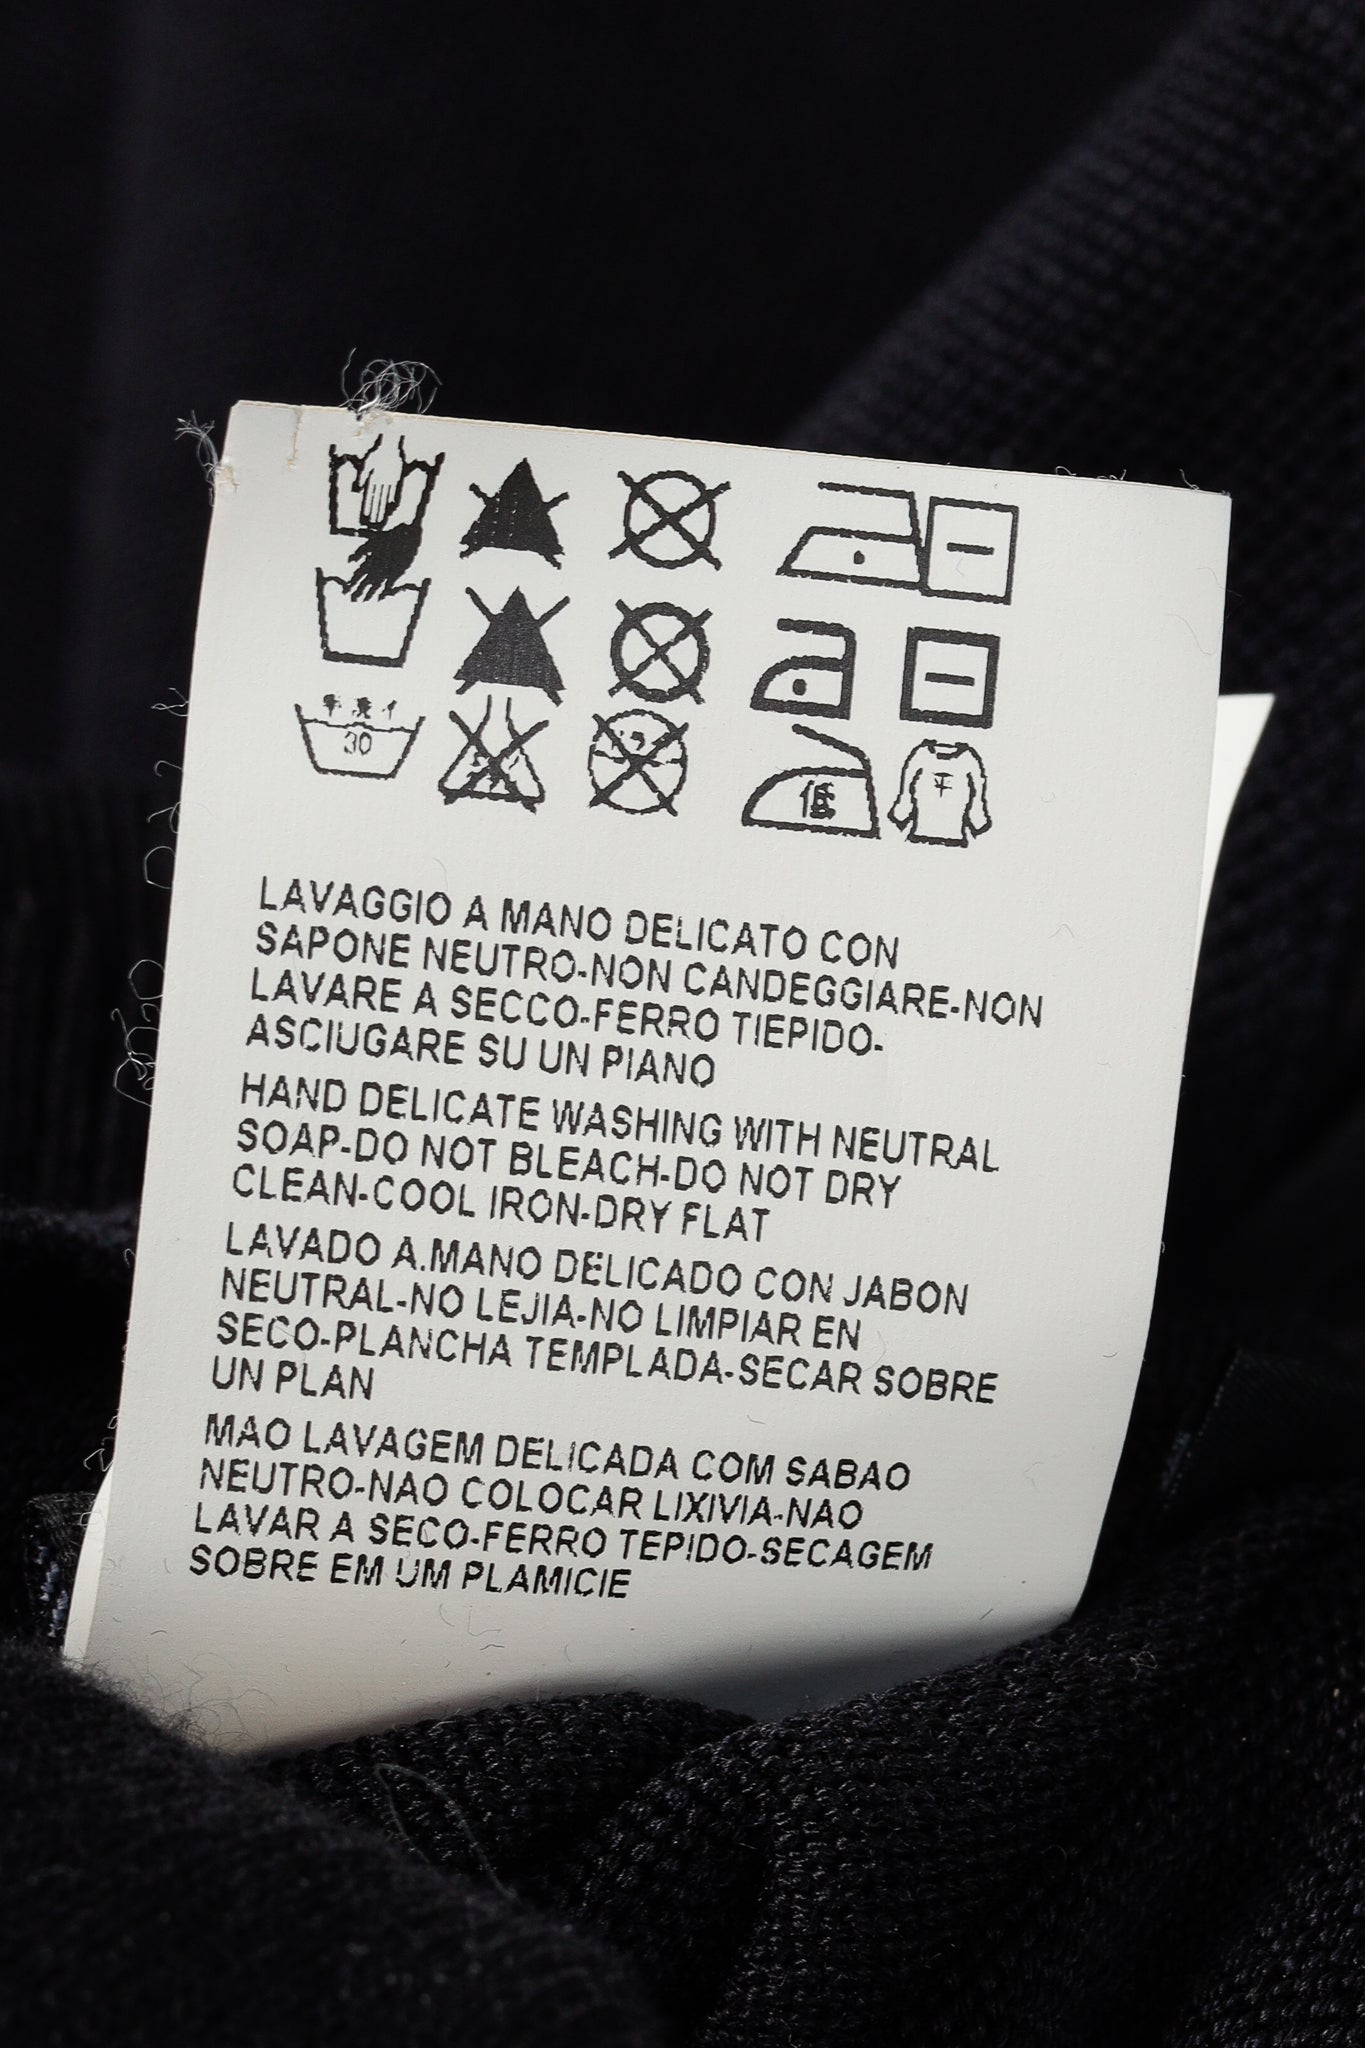 30
低
平
LAVAGGIO A MANO DELICATO CON
SAPONE NEUTRO-NON CANDEGGIARE-NON
LAVARE A SECCO-FERRO TIEPIDO-
ASCIUGARE SU UN PIANO
HAND DELICATE WASHING WITH NEUTRAL
SOAP-DO NOT BLEACH-DO NOT DRY
CLEAN-COOL IRON-DRY FLAT
LAVADO A.MANO DELICADO CON JABON
NEUTRAL-NO LEJIA-NO LIMPIAR EN
SECO-PLANCHA TEMPLADA-SECAR SOBRE
UN PLAN
MAO LAVAGEM DELICADA COM SABAO
NEUTRO-NAO COLOCAR LIXIVIA-NAO
LAVAR A SECO-FERRO TEPIDO-SECAGEM
SOBRE EM UM PLAMICIE